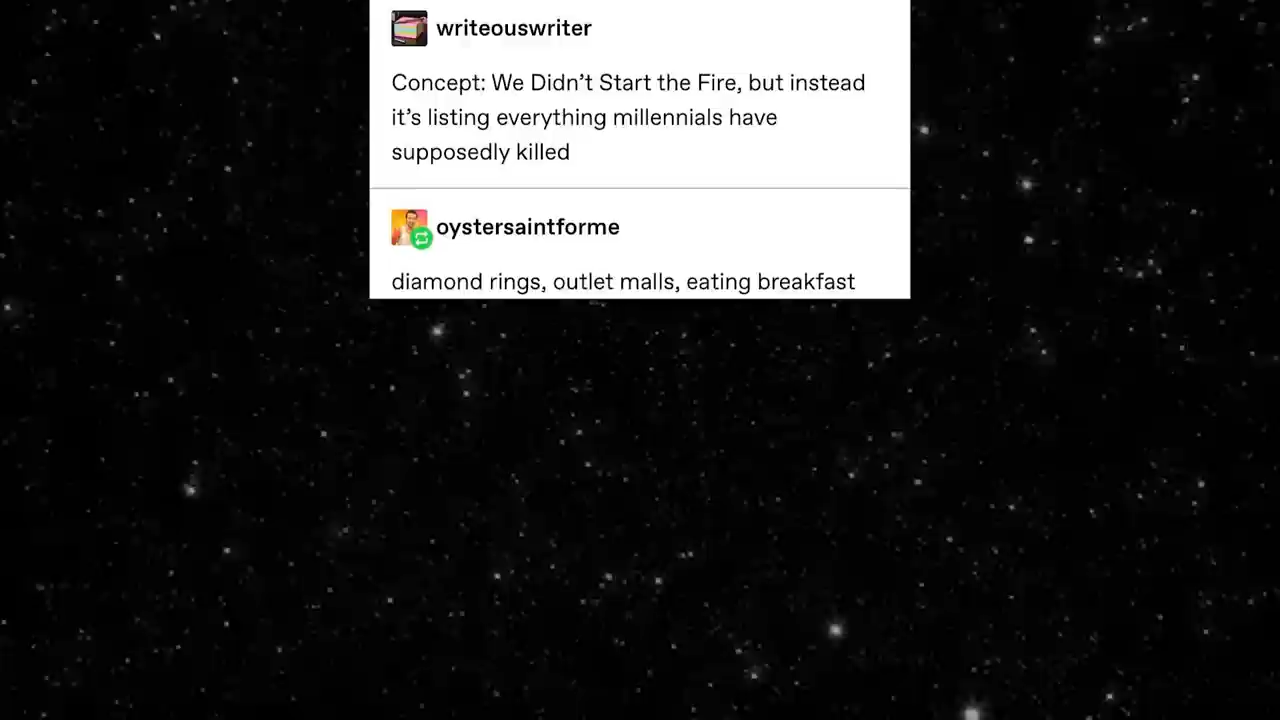 writeouswriter
Concept: We Didn’t Start the Fire, but instead
it’s listing everything millennials have
supposedly killed
oystersaintforme
diamond rings, outlet malls, eating breakfast